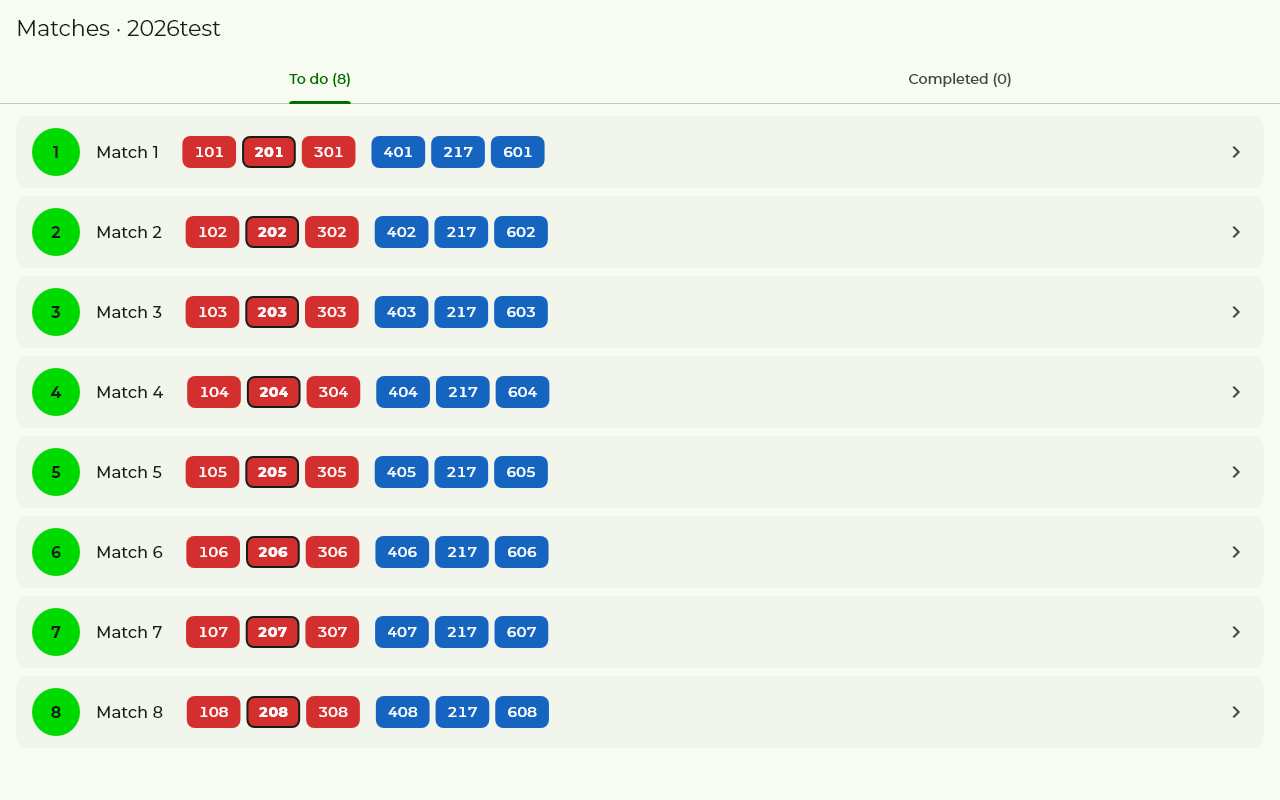 Matches · 2026test
To do (8) Completed (0)
1 Match 1 101 201 301 401 217 601
2 Match 2 102 202 302 402 217 602
3 Match 3 103 203 303 403 217 603
4 Match 4 104 204 304 404 217 604
5 Match 5 105 205 305 405 217 605
6 Match 6 106 206 306 406 217 606
7 Match 7 107 207 307 407 217 607
8 Match 8 108 208 308 408 217 608